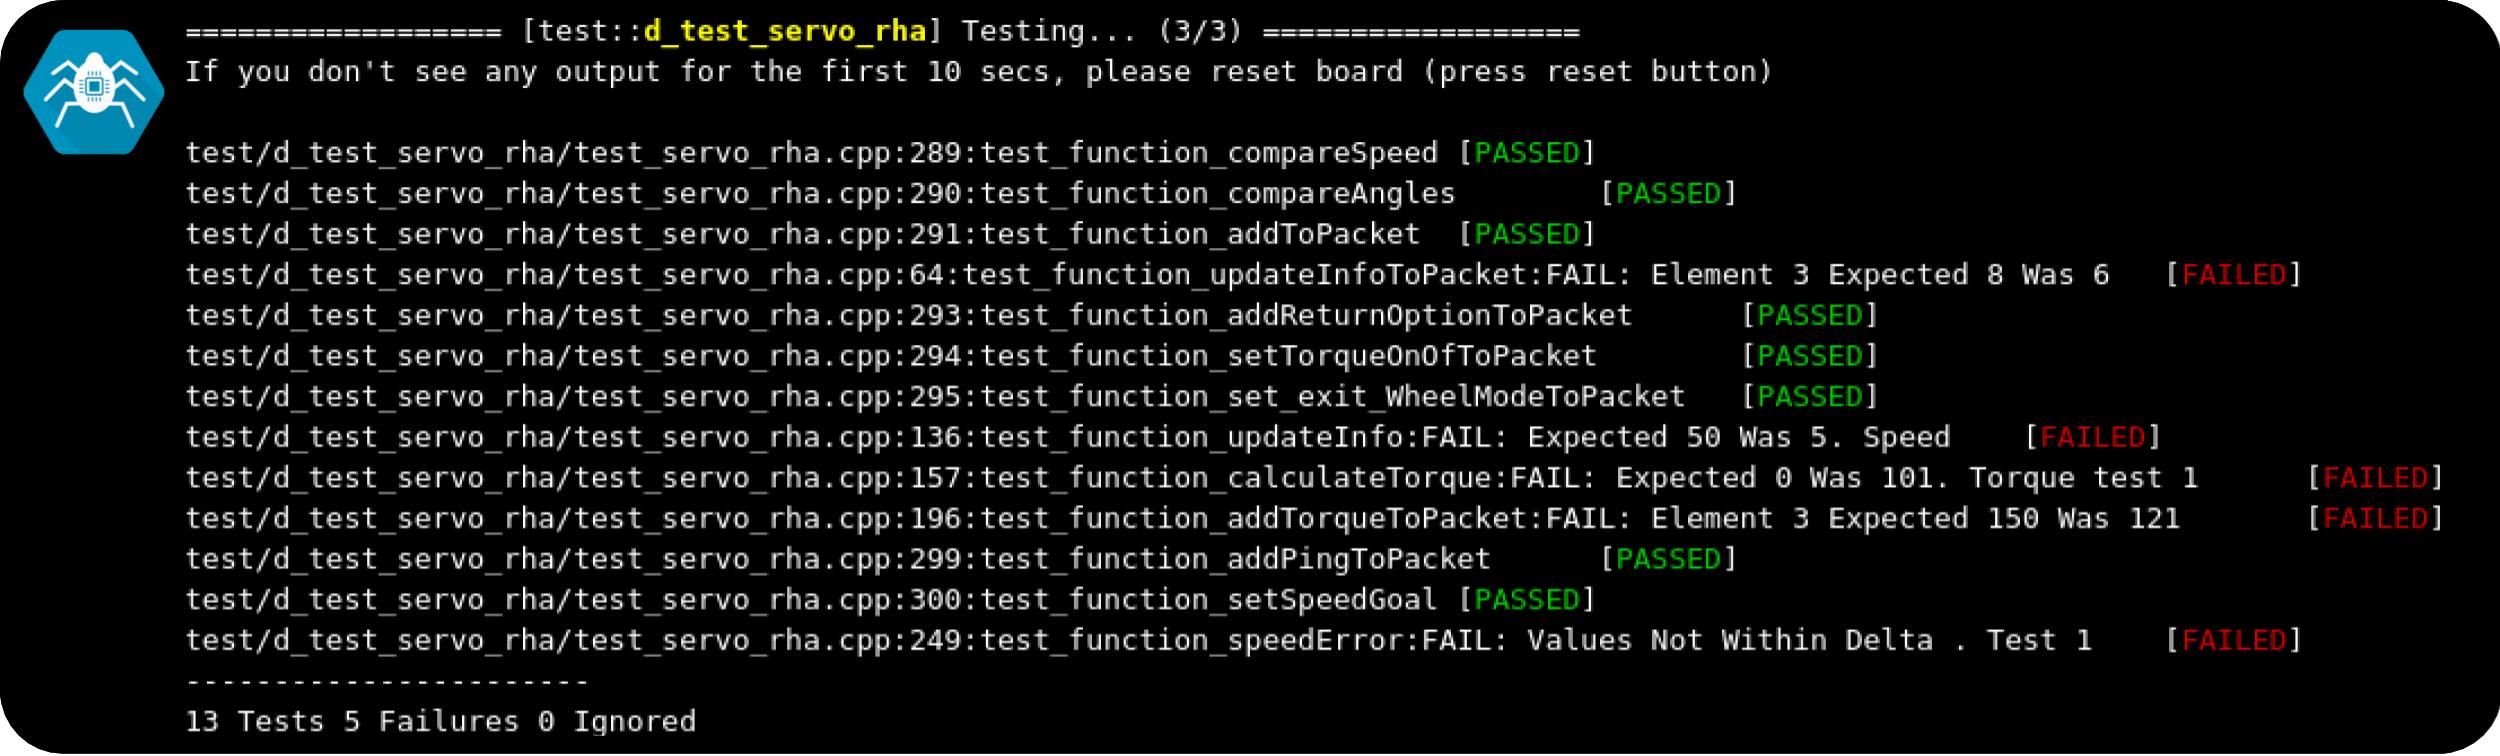 ================== [test::d_test_servo_rha] Testing... (3/3) ==================
If you don't see any output for the first 10 secs, please reset board (press reset button)
test/d_test_servo_rha/test_servo_rha.cpp:289:test_function_compareSpeed [PASSED]
test/d_test_servo_rha/test_servo_rha.cpp:290:test_function_compareAngles [PASSED]
test/d_test_servo_rha/test_servo_rha.cpp:291:test_function_addToPacket [PASSED]
test/d_test_servo_rha/test_servo_rha.cpp:64:test_function_updateInfoToPacket:FAIL: Element 3 Expected 8 Was 6 [FAILED]
test/d_test_servo_rha/test_servo_rha.cpp:293:test_function_addReturnOptionToPacket [PASSED]
test/d_test_servo_rha/test_servo_rha.cpp:294:test_function_setTorqueOnOfToPacket [PASSED]
test/d_test_servo_rha/test_servo_rha.cpp:295:test_function_set_exit_WheelModeToPacket [PASSED]
test/d_test_servo_rha/test_servo_rha.cpp:136:test_function_updateInfo:FAIL: Expected 50 Was 5. Speed [FAILED]
test/d_test_servo_rha/test_servo_rha.cpp:157:test_function_calculateTorque:FAIL: Expected 0 Was 101. Torque test 1 [FAILED]
test/d_test_servo_rha/test_servo_rha.cpp:196:test_function_addTorqueToPacket:FAIL: Element 3 Expected 150 Was 121 [FAILED]
test/d_test_servo_rha/test_servo_rha.cpp:299:test_function_addPingToPacket [PASSED]
test/d_test_servo_rha/test_servo_rha.cpp:300:test_function_setSpeedGoal [PASSED]
test/d_test_servo_rha/test_servo_rha.cpp:249:test_function_speedError:FAIL: Values Not Within Delta . Test 1 [FAILED]
-----------------------
13 Tests 5 Failures 0 Ignored